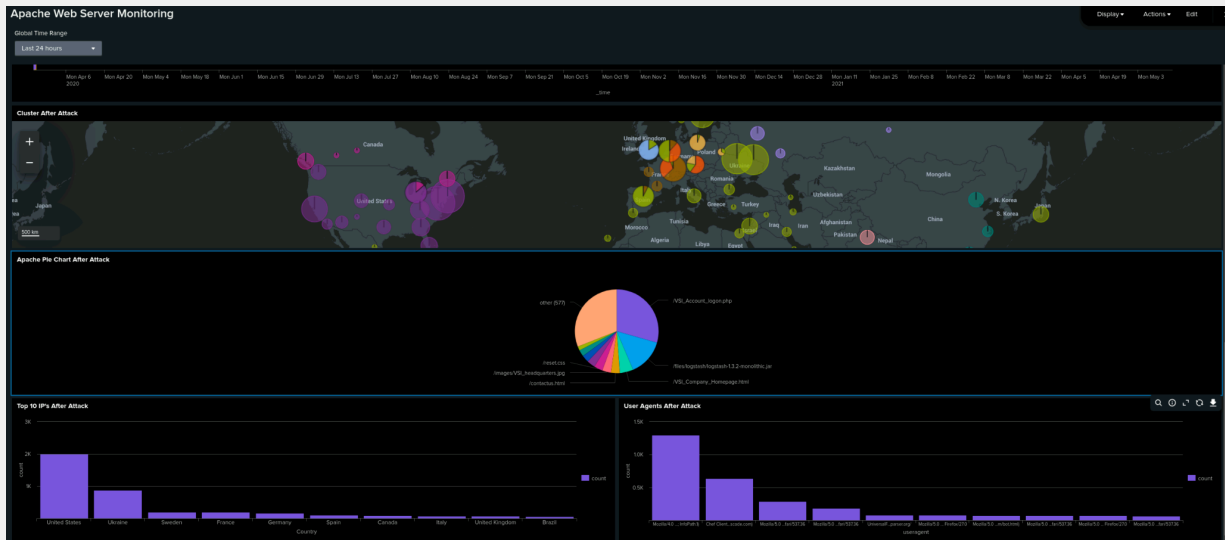 Apache Web Server Monitoring
Display Actions Edit
Global Time Range
Last 24 hours
Mon Apr 6 Mon Apr 20 Mon May 4 Mon May 18 Mon Jun 1 Mon Jun 15 Mon Jun 29 Mon Jul 13 Mon Jul 27 Mon Aug 10 Mon Aug 24 Mon Sep 7 Mon Sep 21 Mon Oct 5 Mon Oct 19 Mon Nov 2 Mon Nov 16 Mon Nov 30 Mon Dec 14 Mon Dec 28 Mon Jan 11 Mon Jan 25 Mon Feb 8 Mon Feb 22 Mon Mar 8 Mon Mar 22 Mon Apr 5 Mon Apr 19 Mon May 3
2020 2021
_time
Cluster After Attack
+
−
Canada
United Kingdom
Poland
Kazakhstan
Mongolia
Romania
Italy
Uzbekistan
Japan
United States
Greece Turkey
N. Korea
S. Korea
China
Tunisia
Iraq Iran
Afghanistan
Morocco
Pakistan
Nepal
Algeria Libya Egypt
500 km
Apache Pie Chart After Attack
other (577)
/VSI_Account_logon.php
/reset.css
/files/logstash/logstash-1.3.2-monolithic.jar
/images/VSI_headquarters.jpg
/VSI_Company_Homepage.html
/contactus.html
Top 10 IP's After Attack
3K
2K
1K
count
count
United States Ukraine Sweden France Germany Spain Canada Italy United Kingdom Brazil
Country
User Agents After Attack
1.5K
1.0K
0.5K
count
count
useragent